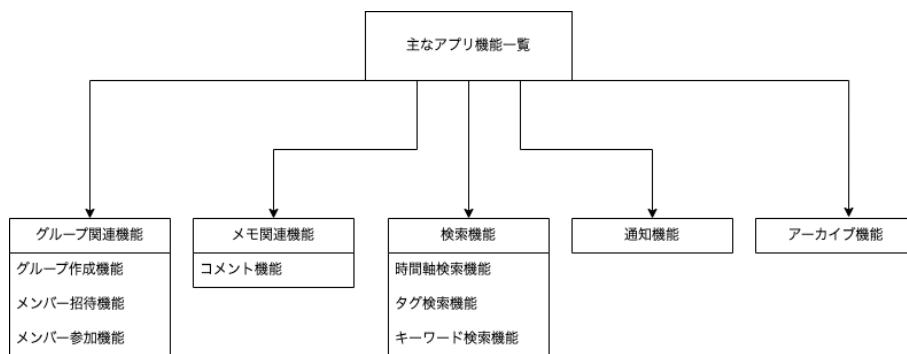 主なアプリ機能一覧
グループ関連機能
グループ作成機能
メンバー招待機能
メンバー参加機能
メモ関連機能
コメント機能
検索機能
時間軸検索機能
タグ検索機能
キーワード検索機能
通知機能
アーカイブ機能